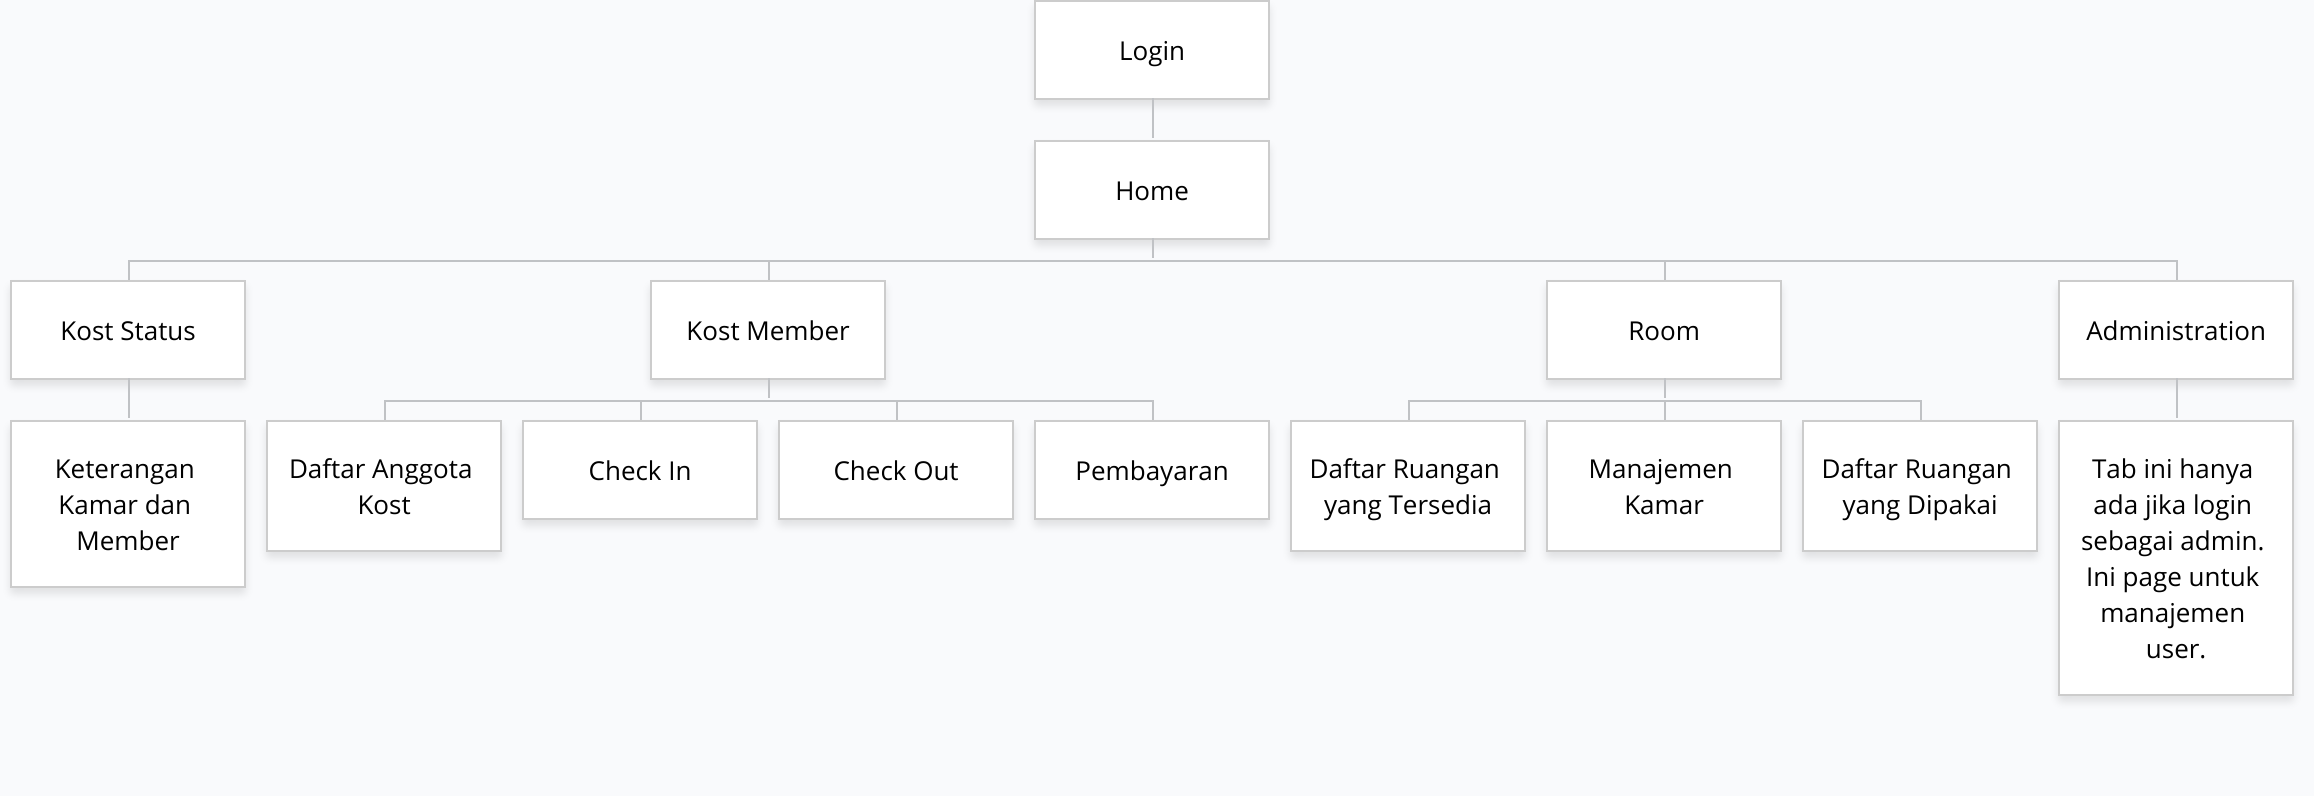 Login
Home
Kost Status
Kost Member
Room
Administration
Keterangan
Kamar dan
Member
Daftar Anggota
Kost
Check In
Check Out
Pembayaran
Daftar Ruangan
yang Tersedia
Manajemen
Kamar
Daftar Ruangan
yang Dipakai
Tab ini hanya
ada jika login
sebagai admin.
Ini page untuk
manajemen
user.